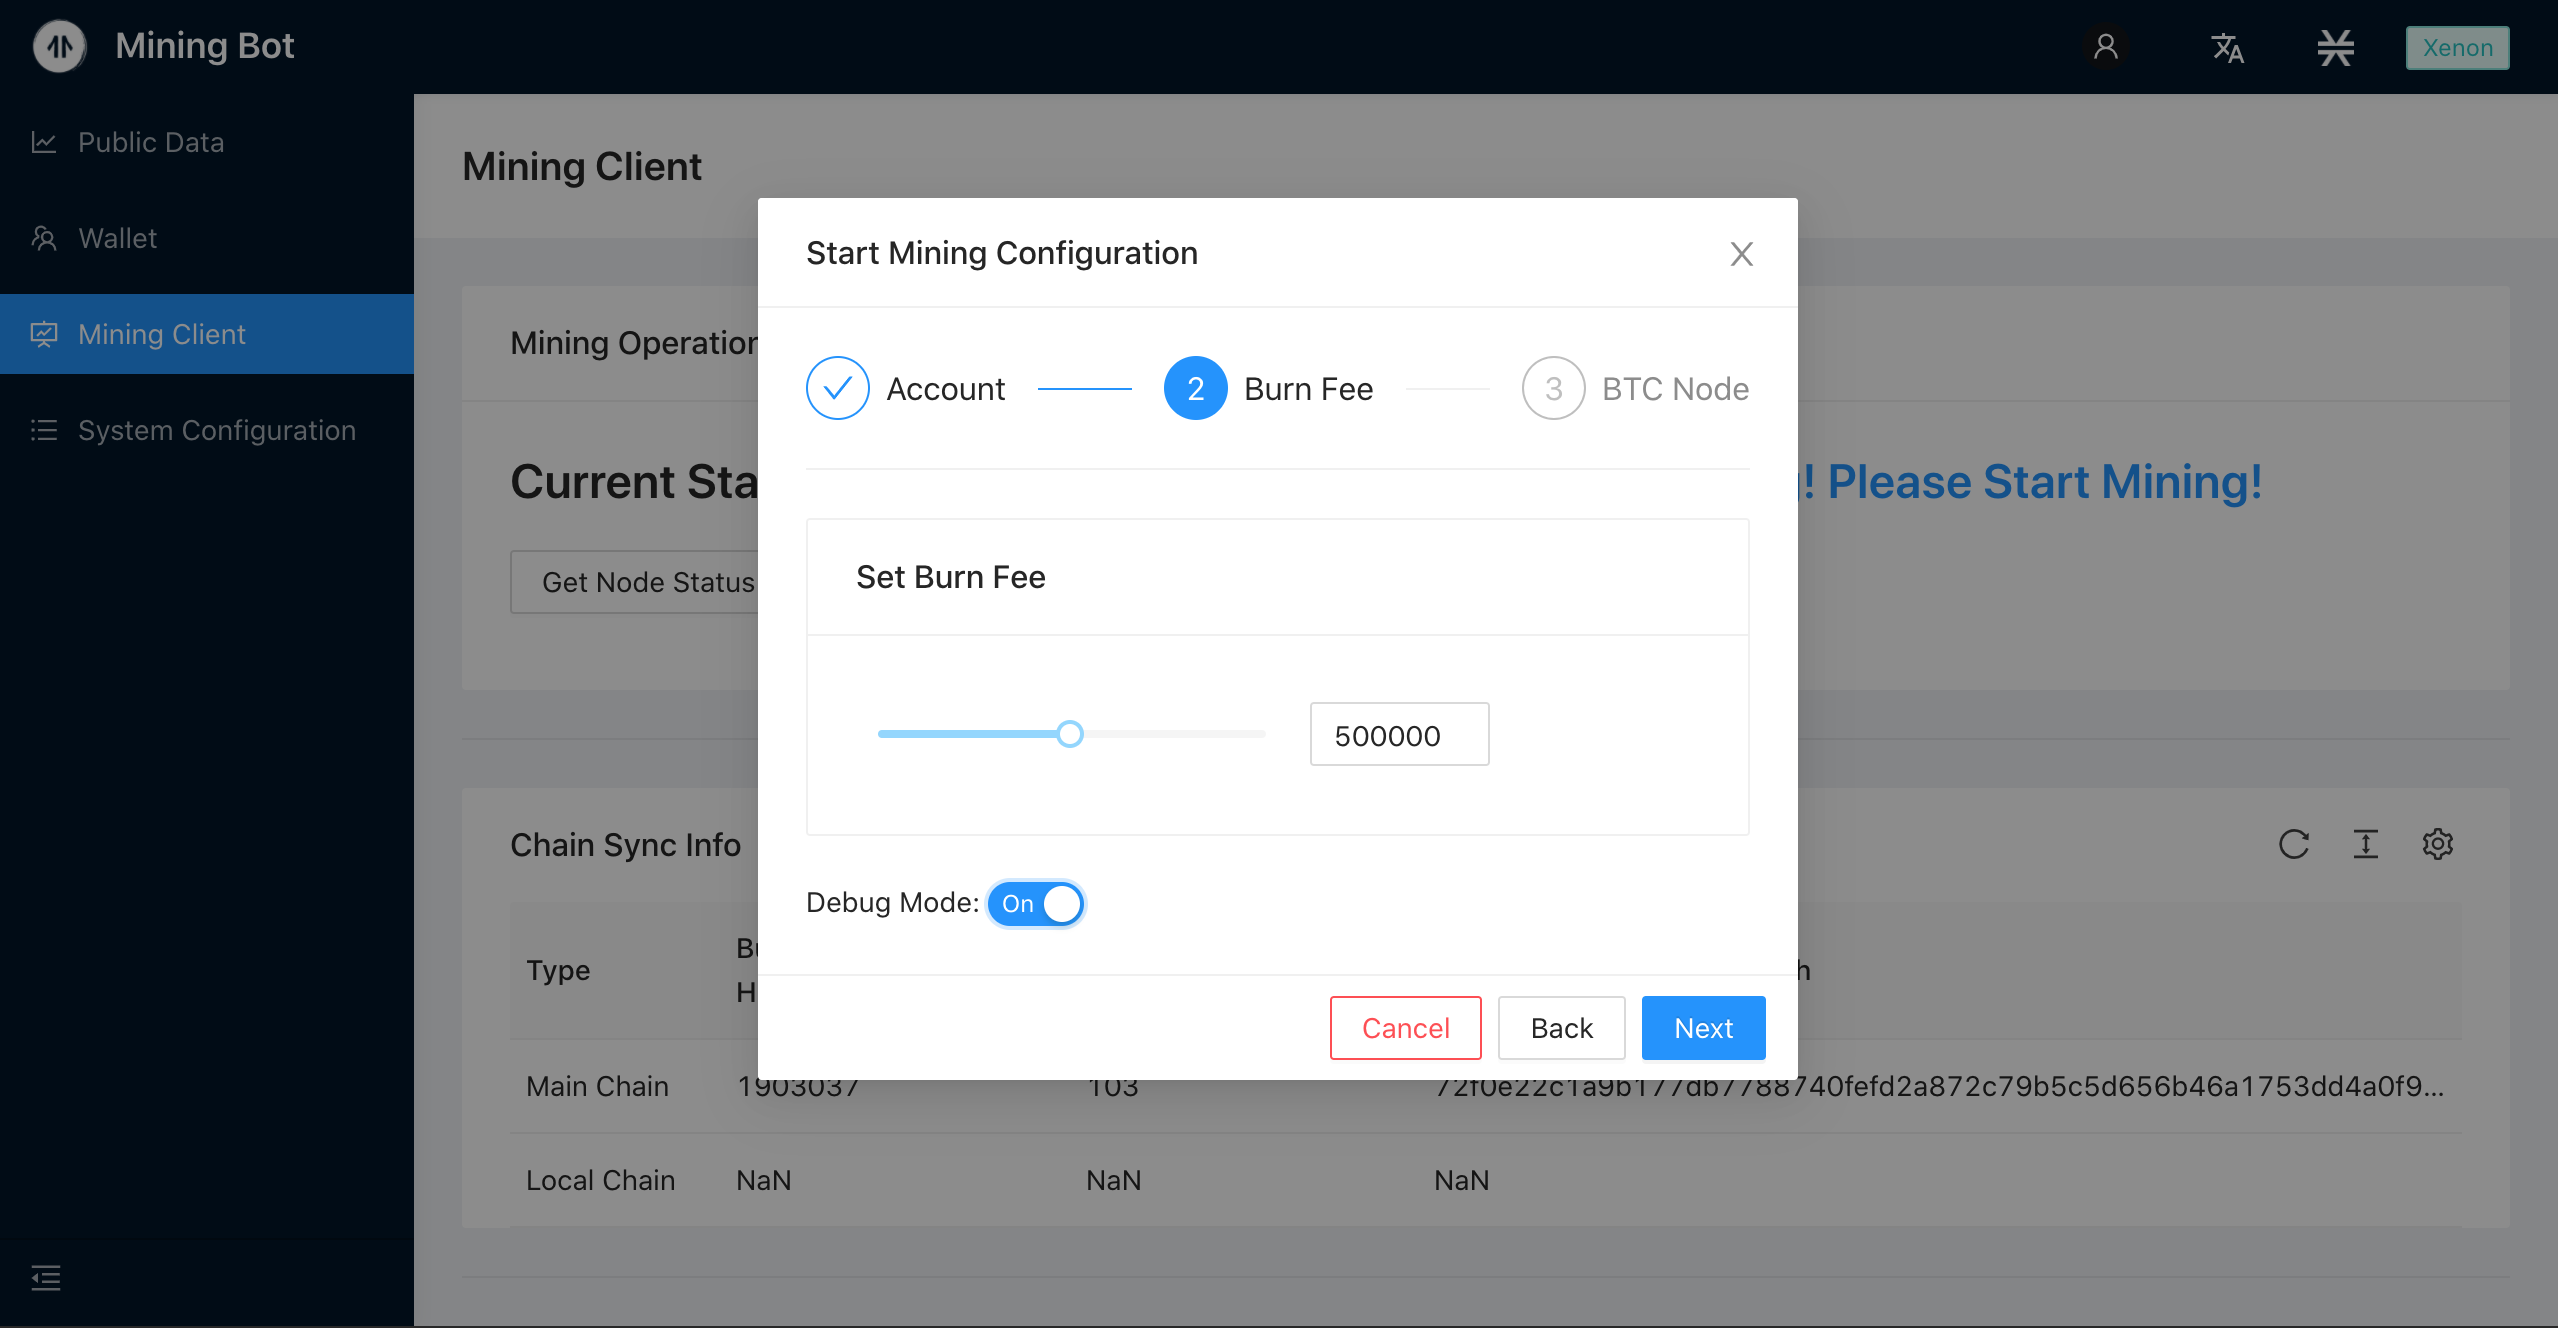 Mining Bot
Xenon
Public Data
Wallet
Mining Client
System Configuration
Mining Client
Start Mining Configuration
Mining Operation
Account
2
Burn Fee
3
BTC Node
Current Sta
! Please Start Mining!
Get Node Status
Set Burn Fee
500000
Debug Mode:
On
Cancel
Back
Next
Chain Sync Info
Type
Main Chain
1903037
103
72f0e22c1a9b177db7788740fefd2a872c79b5c5d656b46a1753dd4a0f9...
Local Chain
NaN
NaN
NaN